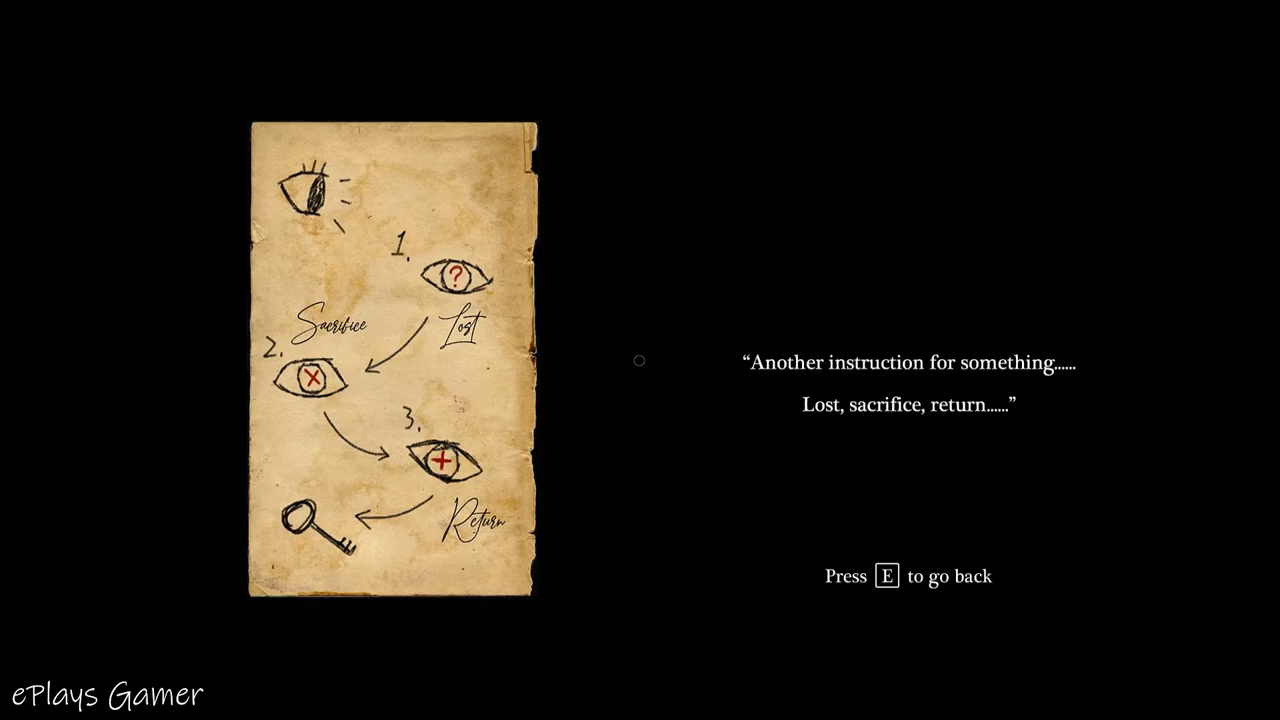 1.
?
Sacrifice
Lost
2.
X
3.
+
Return
“Another instruction for something......
Lost, sacrifice, return......”
Press E to go back
ePlays Gamer